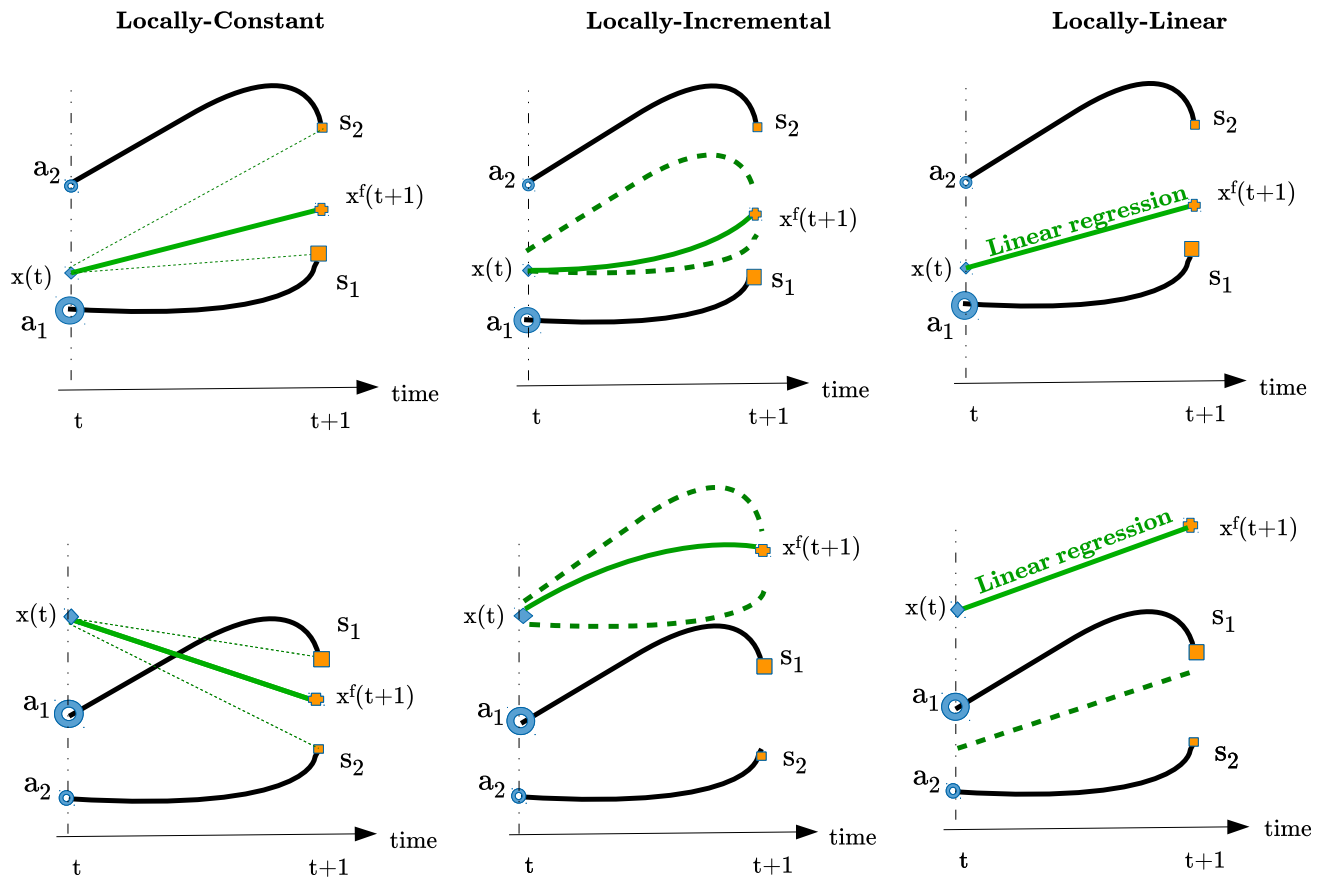 Locally-Constant
Locally-Incremental
Locally-Linear
s2
a2
xf(t+1)
x(t)
s1
a1
time
t
t+1
s2
a2
xf(t+1)
x(t)
s1
a1
time
t
t+1
s2
a2
Linear regression
xf(t+1)
x(t)
s1
a1
time
t
t+1
x(t)
s1
xf(t+1)
a1
s2
a2
time
t
t+1
xf(t+1)
x(t)
s1
a1
s2
a2
time
t
t+1
Linear regression
xf(t+1)
x(t)
s1
a1
s2
a2
time
t
t+1